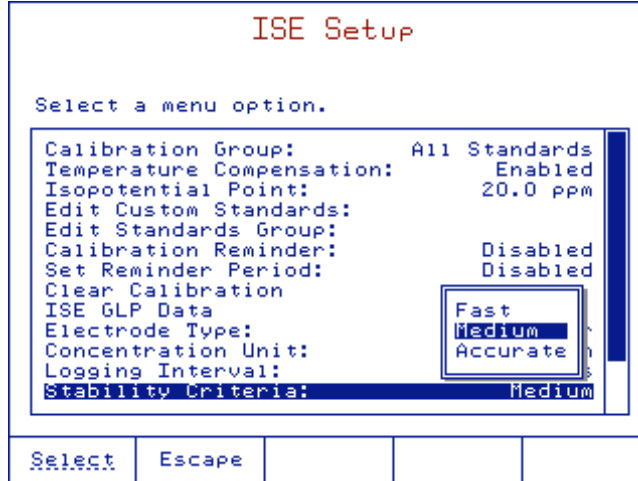 ISE Setup
Select a menu option.
Calibration Group: All Standards
Temperature Compensation: Enabled
Isopotential Point: 20.0 ppm
Edit Custom Standards:
Edit Standards Group:
Calibration Reminder: Disabled
Set Reminder Period: Disabled
Clear Calibration
ISE GLP Data
Electrode Type:
Concentration Unit:
Logging Interval:
Fast
Medium
Accurate
Stability Criteria: Medium
Select Escape